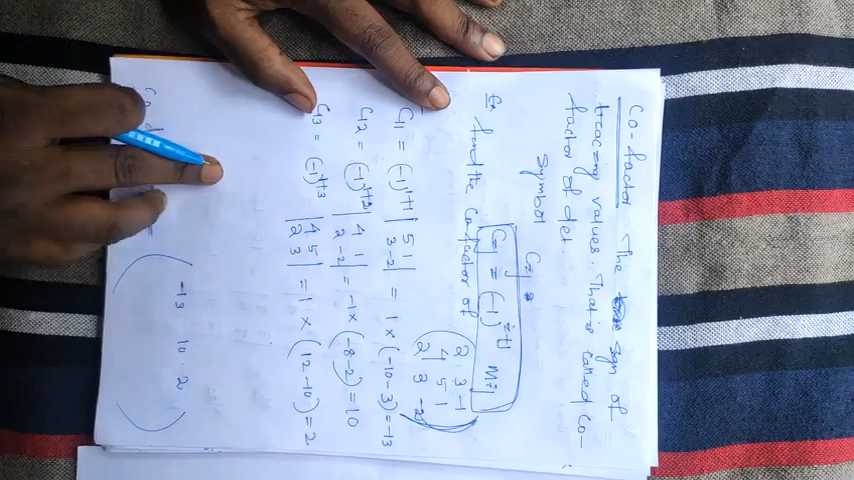 Co-factor The sign of
tracing values. That is called co-
factor of det.
Symbol Cij
Cij = (-1)^i+j Mij
Ex find the Co-factor of
2 3 -1
4 5 1
2 3 -2
C11 = (-1)^1+1 | 5 1 3 -2 | = 1 × (-10-3) = -13
C12 = (-1)^1+2 | 4 1 2 -2 | = -1 × (-8-2) = 10
C13 = (-1)^1+3 | 4 5 2 3 | = 1 × (12-10) = 2
= ( -13 10 2 )